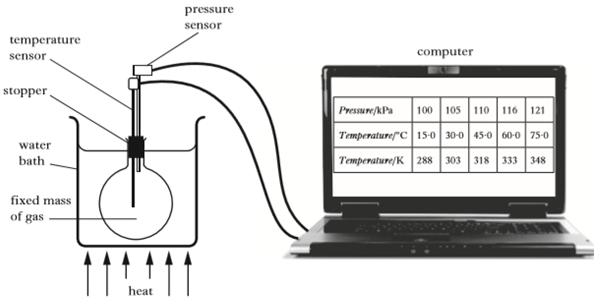 pressure
sensor
temperature
sensor
stopper
water
bath
fixed mass
of gas
heat
computer
Pressure/kPa 100 105 110 116 121
Temperature/°C 15·0 30·0 45·0 60·0 75·0
Temperature/K 288 303 318 333 348